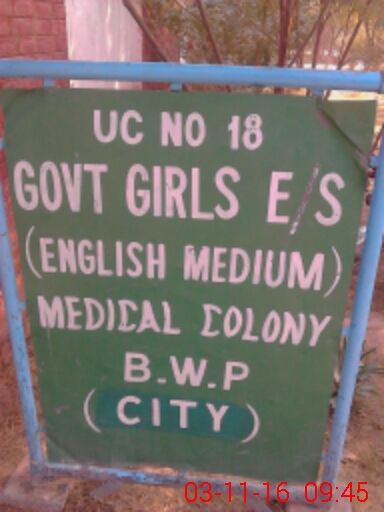 UC NO 18
GOVT GIRLS E/S
(ENGLISH MEDIUM)
MEDICAL COLONY
B.W.P
(CITY)
03-11-16 09:45